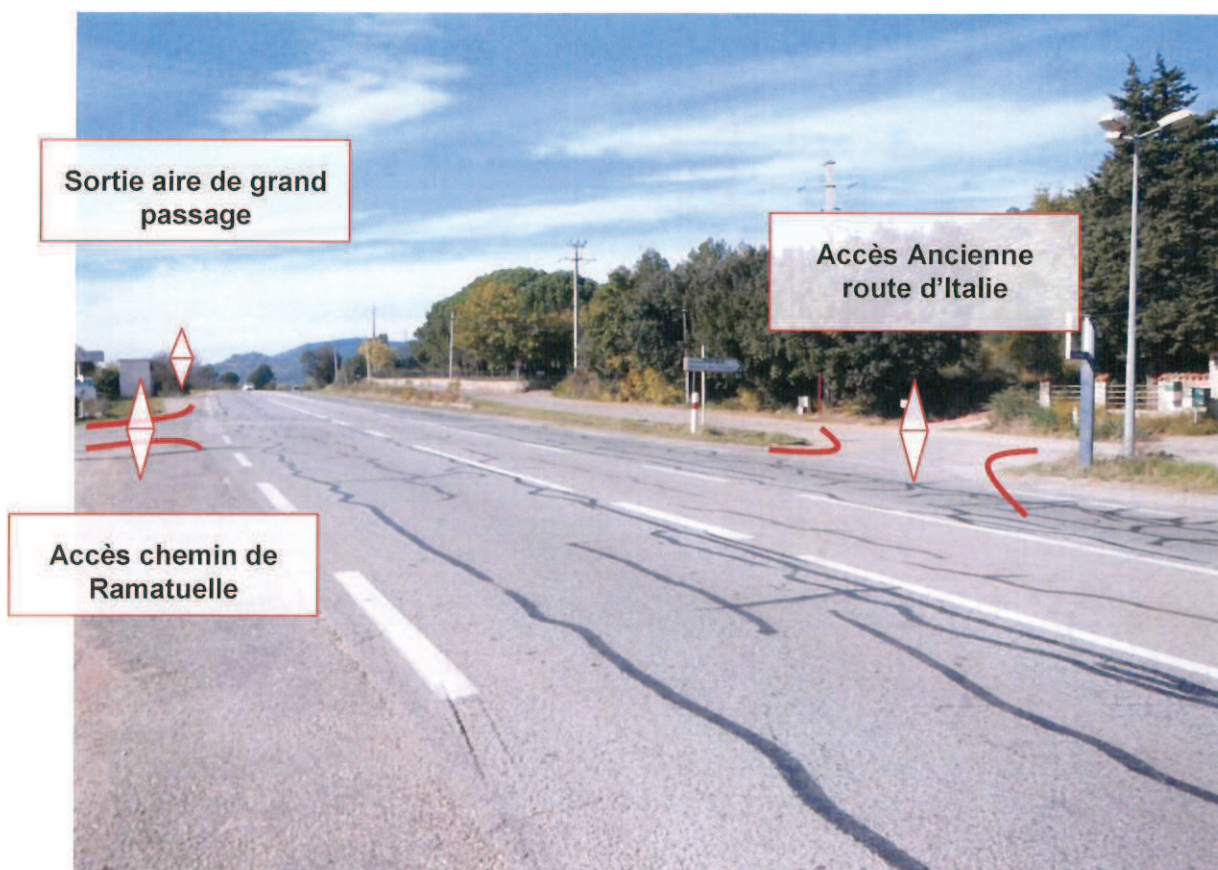 Sortie aire de grand
passage
Accès Ancienne
route d'Italie
Accès chemin de
Ramatuelle